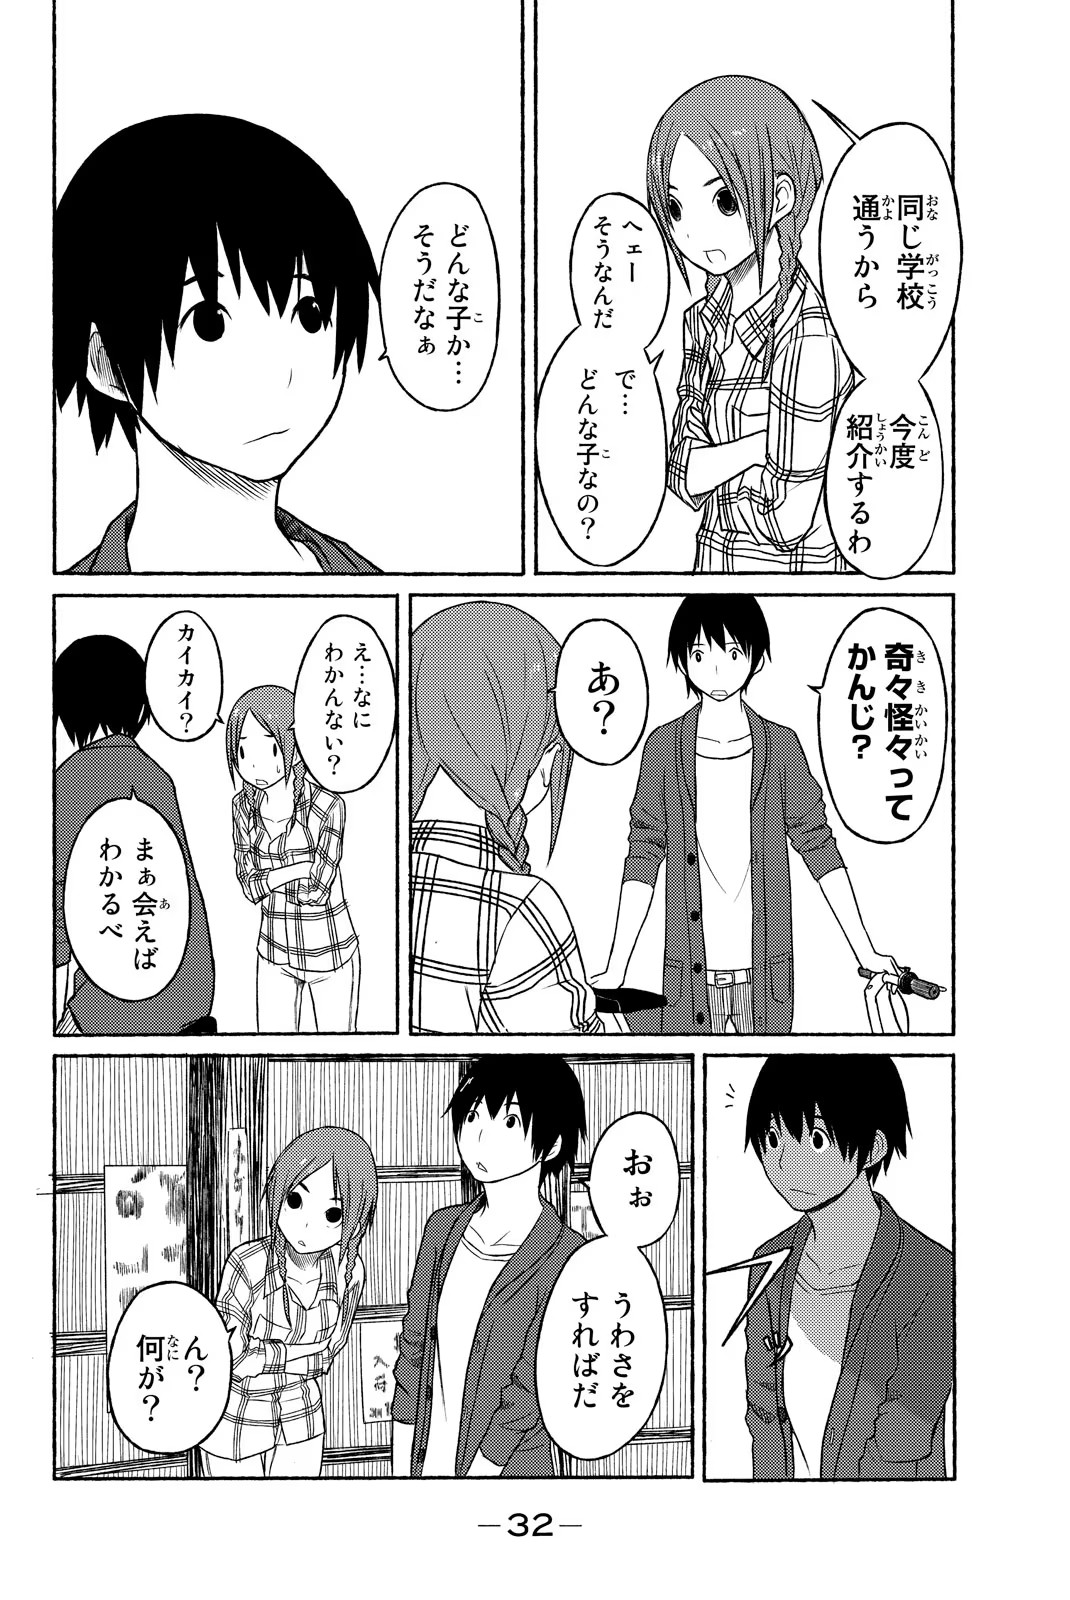 同じ学校
通うから
今度
紹介するわ
ヘェー
そうなんだ
で…
どんな子なの？
どんな子か…
そうだなぁ
奇々怪々って
かんじ？
あ？
え…なに
わかんない？
カイカイ？
まぁ会えば
わかるべ
おぉ
うわさを
すればだ
ん？
何が？
－32－